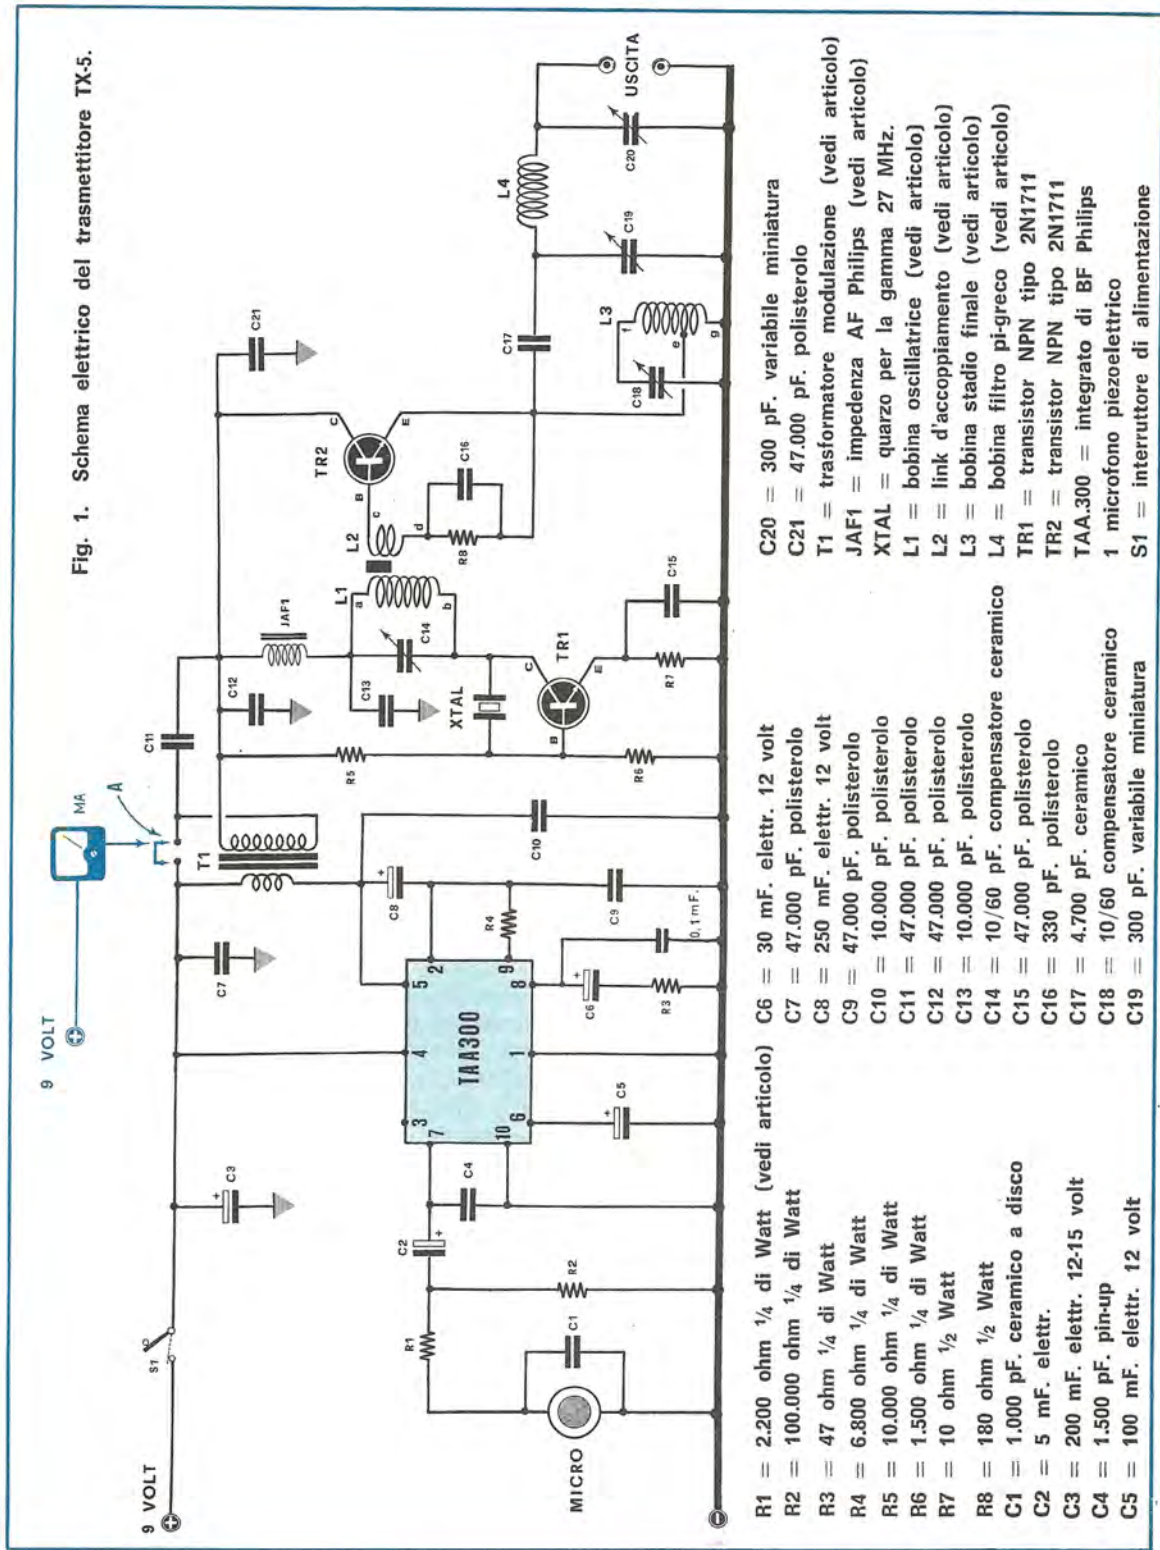 Fig. 1. Schema elettrico del trasmettitore TX-5.
9 VOLT
MA
A
9 VOLT
S1
+
C3
C7
T1
C11
C12
JAF1
C21
C13
C14
L1
a
b
L2
c
d
B
TR2
C
E
R8
C16
C17
L4
C19
C20
USCITA
L3
f
e
g
C18
R5
XTAL
R6
C
B
E
TR1
R7
C15
C10
+
C8
R4
C9
0,1 mF.
+
C6
R3
TAA300
3
4
5
7
2
10
9
6
1
8
+
C5
C4
C2
+
R1
R2
C1
MICRO
R1 = 2.200 ohm ¼ di Watt (vedi articolo)
R2 = 100.000 ohm ¼ di Watt
R3 = 47 ohm ¼ di Watt
R4 = 6.800 ohm ¼ di Watt
R5 = 10.000 ohm ¼ di Watt
R6 = 1.500 ohm ¼ di Watt
R7 = 10 ohm ½ Watt
R8 = 180 ohm ½ Watt
C1 = 1.000 pF. ceramico a disco
C2 = 5 mF. elettr.
C3 = 200 mF. elettr. 12-15 volt
C4 = 1.500 pF. pin-up
C5 = 100 mF. elettr. 12 volt
C6 = 30 mF. elettr. 12 volt
C7 = 47.000 pF. polisterolo
C8 = 250 mF. elettr. 12 volt
C9 = 47.000 pF. polisterolo
C10 = 10.000 pF. polisterolo
C11 = 47.000 pF. polisterolo
C12 = 47.000 pF. polisterolo
C13 = 10.000 pF. polisterolo
C14 = 10/60 pF. compensatore ceramico
C15 = 47.000 pF. polisterolo
C16 = 330 pF. polisterolo
C17 = 4.700 pF. ceramico
C18 = 10/60 compensatore ceramico
C19 = 300 pF. variabile miniatura
C20 = 300 pF. variabile miniatura
C21 = 47.000 pF. polisterolo
T1 = trasformatore modulazione (vedi articolo)
JAF1 = impedenza AF Philips (vedi articolo)
XTAL = quarzo per la gamma 27 MHz.
L1 = bobina oscillatrice (vedi articolo)
L2 = link d'accoppiamento (vedi articolo)
L3 = bobina stadio finale (vedi articolo)
L4 = bobina filtro pi-greco (vedi articolo)
TR1 = transistor NPN tipo 2N1711
TR2 = transistor NPN tipo 2N1711
TAA.300 = integrato di BF Philips
1 microfono piezoelettrico
S1 = interruttore di alimentazione